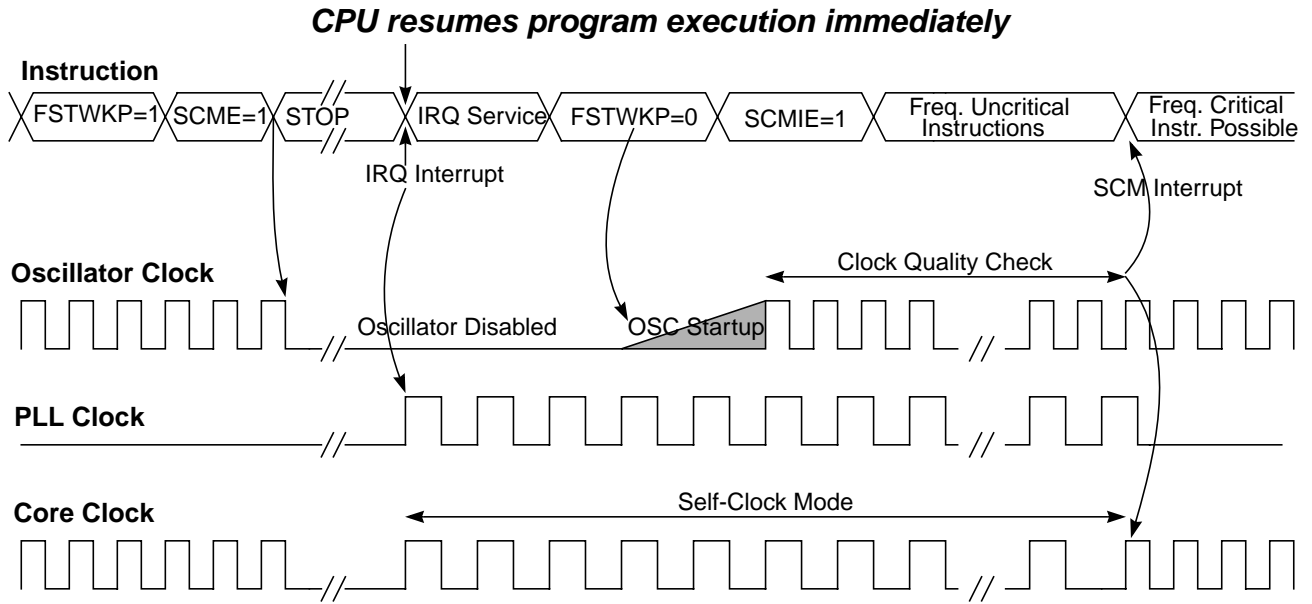 CPU resumes program execution immediately
Instruction
FSTWKP=1
SCME=1
STOP
IRQ Service
FSTWKP=0
SCMIE=1
Freq. Uncritical
Instructions
Freq. Critical
Instr. Possible
IRQ Interrupt
SCM Interrupt
Oscillator Clock
Clock Quality Check
Oscillator Disabled
OSC Startup
PLL Clock
Core Clock
Self-Clock Mode